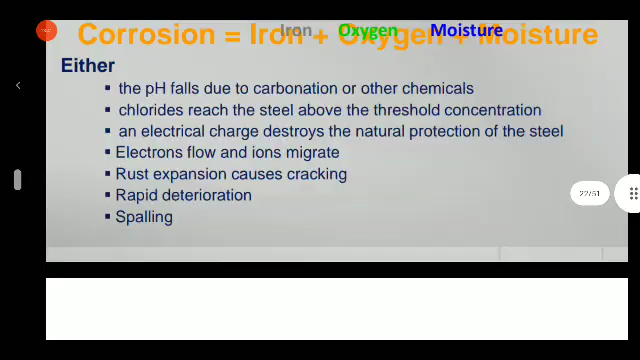 Corrosion = Iron + Oxygen + Moisture
Iron Oxygen Moisture
Either
▪ the pH falls due to carbonation or other chemicals
▪ chlorides reach the steel above the threshold concentration
▪ an electrical charge destroys the natural protection of the steel
▪ Electrons flow and ions migrate
▪ Rust expansion causes cracking
▪ Rapid deterioration
▪ Spalling
22/51